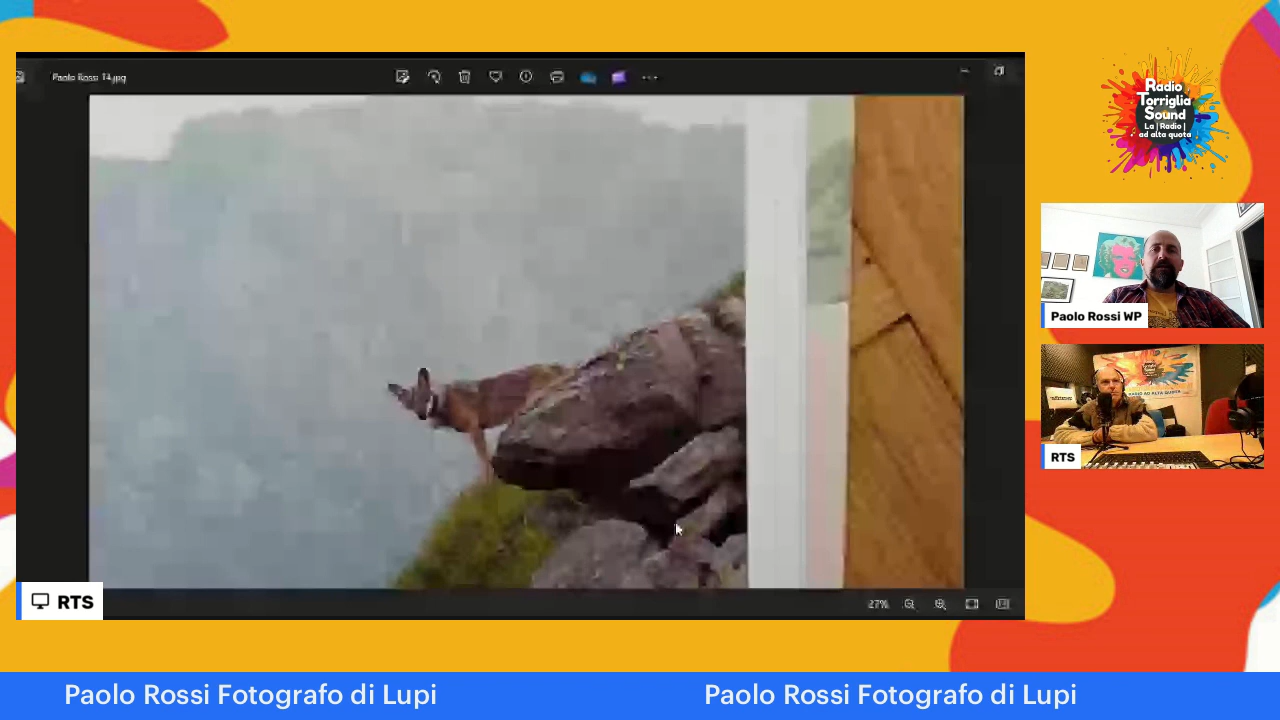 Paolo Rossi 14.jpg
Radio
Torriglia
Sound
La | Radio |
ad alta quota
Paolo Rossi WP
RTS
RTS
27%
Paolo Rossi Fotografo di Lupi
Paolo Rossi Fotografo di Lupi